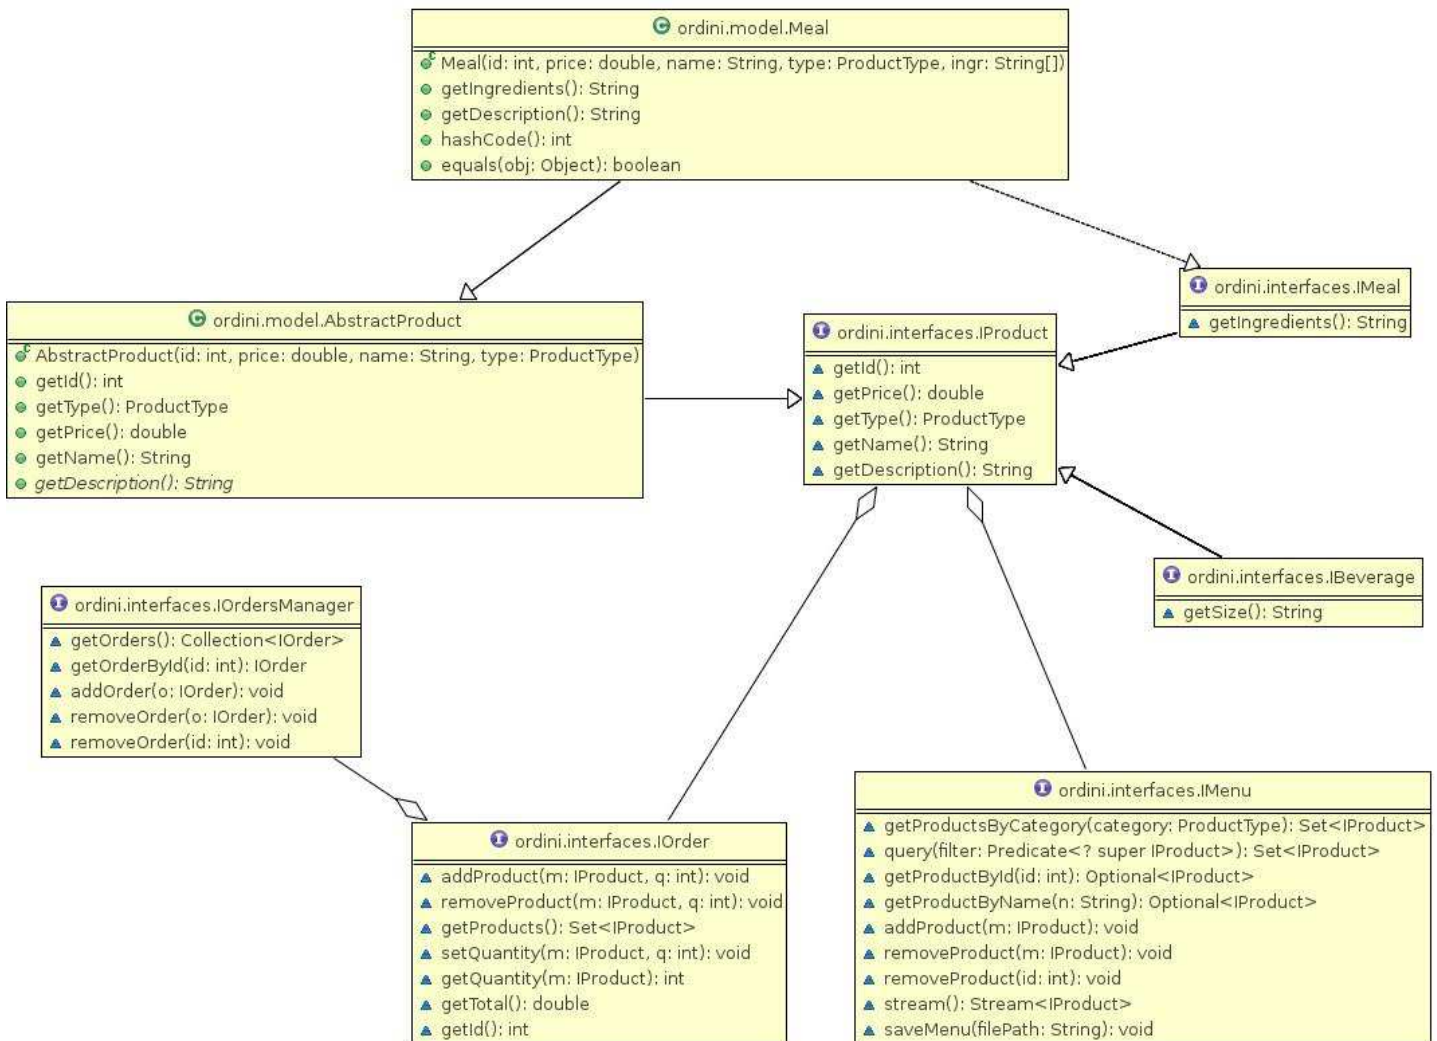 ordini.model.Meal
Meal(id: int, price: double, name: String, type: ProductType, ingr: String[])
getIngredients(): String
getDescription(): String
hashCode(): int
equals(obj: Object): boolean
ordini.interfaces.IMeal
getIngredients(): String
ordini.model.AbstractProduct
AbstractProduct(id: int, price: double, name: String, type: ProductType)
getId(): int
getType(): ProductType
getPrice(): double
getName(): String
getDescription(): String
ordini.interfaces.IProduct
getId(): int
getPrice(): double
getType(): ProductType
getName(): String
getDescription(): String
ordini.interfaces.IBeverage
getSize(): String
ordini.interfaces.IOrdersManager
getOrders(): Collection<IOrder>
getOrderById(id: int): IOrder
addOrder(o: IOrder): void
removeOrder(o: IOrder): void
removeOrder(id: int): void
ordini.interfaces.IOrder
addProduct(m: IProduct, q: int): void
removeProduct(m: IProduct, q: int): void
getProducts(): Set<IProduct>
setQuantity(m: IProduct, q: int): void
getQuantity(m: IProduct): int
getTotal(): double
getId(): int
ordini.interfaces.IMenu
getProductsByCategory(category: ProductType): Set<IProduct>
query(filter: Predicate<? super IProduct>): Set<IProduct>
getProductById(id: int): Optional<IProduct>
getProductByName(n: String): Optional<IProduct>
addProduct(m: IProduct): void
removeProduct(m: IProduct): void
removeProduct(id: int): void
stream(): Stream<IProduct>
saveMenu(filePath: String): void